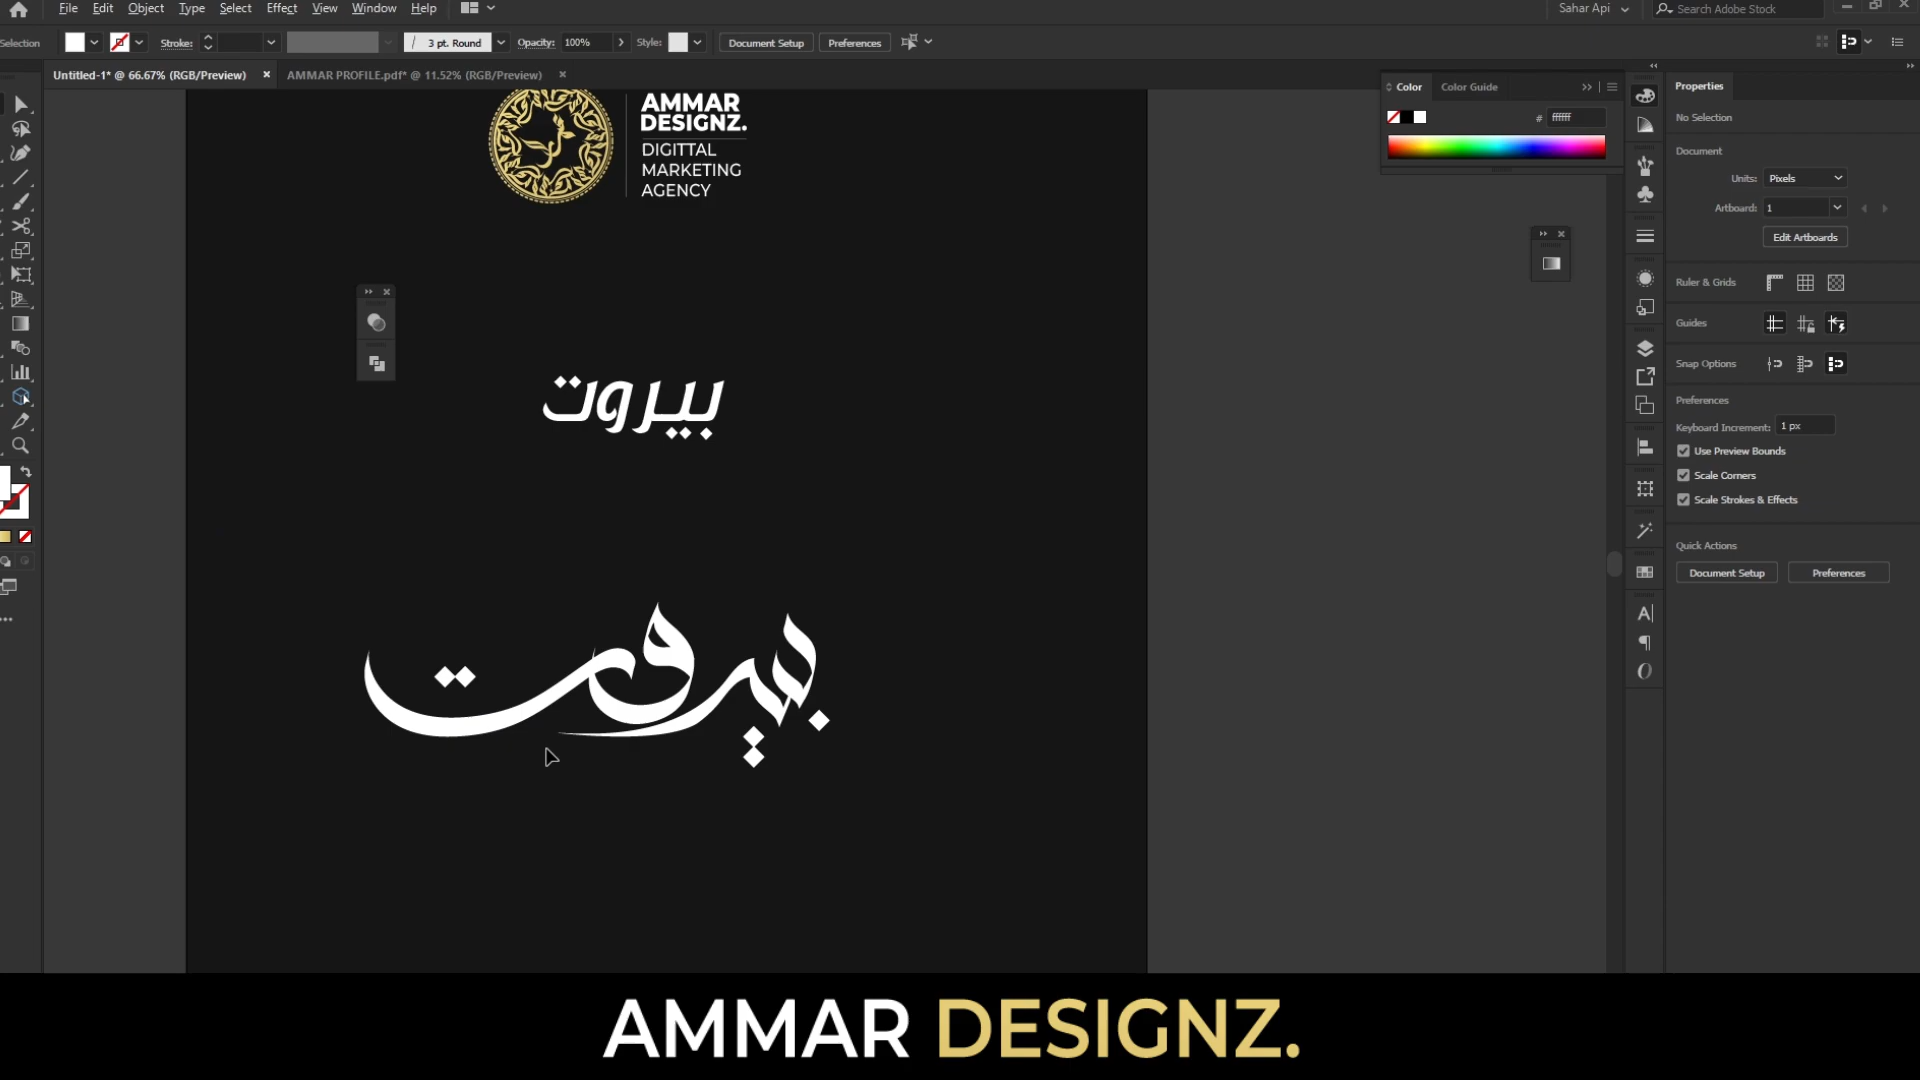 File Edit Object Type Select Effect View Window Help
Sahar Api
Search Adobe Stock
Selection
Stroke:
3 pt. Round
Opacity: 100%
Style:
Document Setup
Preferences
Untitled-1* @ 66.67% (RGB/Preview)
AMMAR PROFILE.pdf* @ 11.52% (RGB/Preview)
AMMAR
DESIGNZ.
DIGITTAL
MARKETING
AGENCY
بيروت
بيروت
Color
Color Guide
# ffffff
Properties
No Selection
Document
Units: Pixels
Artboard: 1
Edit Artboards
Ruler & Grids
Guides
Snap Options
Preferences
Keyboard Increment: 1 px
Use Preview Bounds
Scale Corners
Scale Strokes & Effects
Quick Actions
Document Setup
Preferences
AMMAR DESIGNZ.